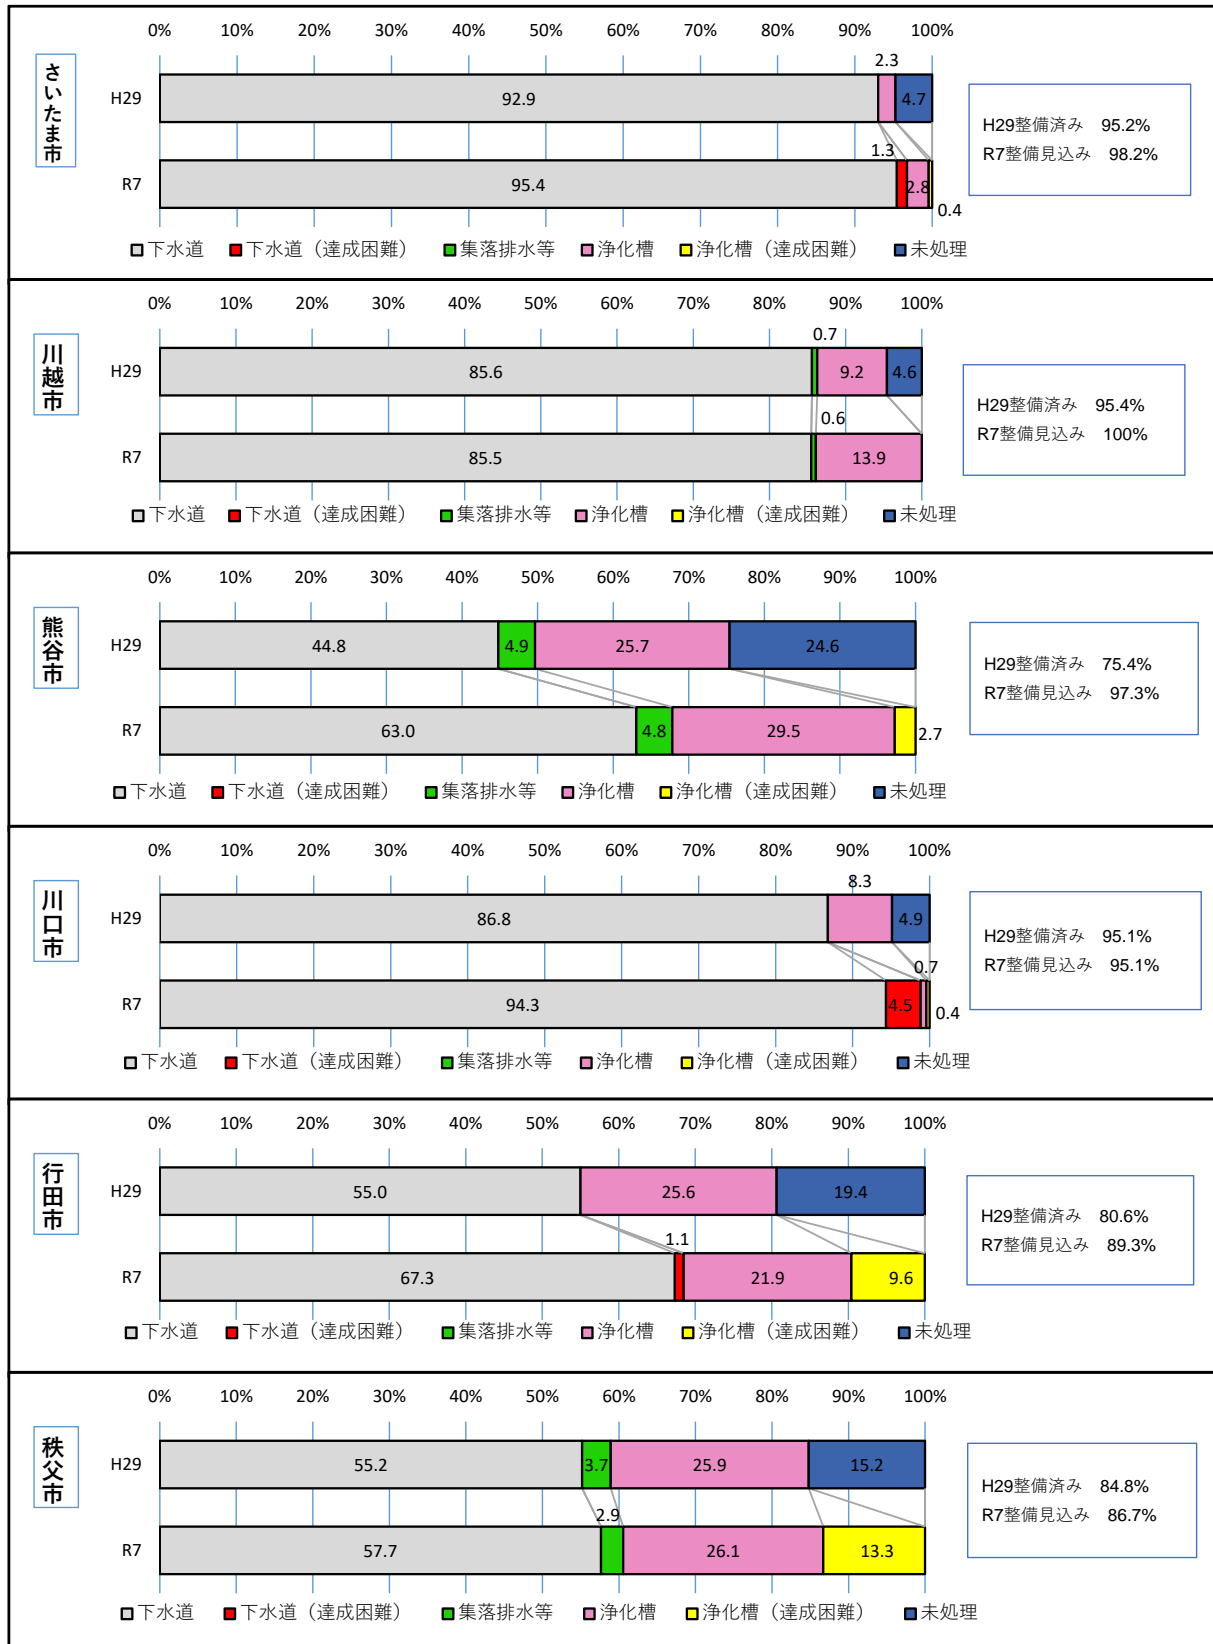 0% 10% 20% 30% 40% 50% 60% 70% 80% 90% 100%
さいたま市
2.3
H29 92.9 4.7
H29整備済み 95.2%
R7整備見込み 98.2%
1.3
R7 95.4 2.8
0.4
下水道 下水道（達成困難） 集落排水等 浄化槽 浄化槽（達成困難） 未処理
0% 10% 20% 30% 40% 50% 60% 70% 80% 90% 100%
川越市
0.7
H29 85.6 9.2 4.6
H29整備済み 95.4%
R7整備見込み 100%
0.6
R7 85.5 13.9
下水道 下水道（達成困難） 集落排水等 浄化槽 浄化槽（達成困難） 未処理
0% 10% 20% 30% 40% 50% 60% 70% 80% 90% 100%
熊谷市
H29 44.8 4.9 25.7 24.6
H29整備済み 75.4%
R7整備見込み 97.3%
R7 63.0 4.8 29.5 2.7
下水道 下水道（達成困難） 集落排水等 浄化槽 浄化槽（達成困難） 未処理
0% 10% 20% 30% 40% 50% 60% 70% 80% 90% 100%
川口市
8.3
H29 86.8 4.9
H29整備済み 95.1%
R7整備見込み 95.1%
0.7
R7 94.3 4.5 0.4
下水道 下水道（達成困難） 集落排水等 浄化槽 浄化槽（達成困難） 未処理
0% 10% 20% 30% 40% 50% 60% 70% 80% 90% 100%
行田市
H29 55.0 25.6 19.4
H29整備済み 80.6%
R7整備見込み 89.3%
1.1
R7 67.3 21.9 9.6
下水道 下水道（達成困難） 集落排水等 浄化槽 浄化槽（達成困難） 未処理
0% 10% 20% 30% 40% 50% 60% 70% 80% 90% 100%
秩父市
H29 55.2 3.7 25.9 15.2
H29整備済み 84.8%
R7整備見込み 86.7%
2.9
R7 57.7 26.1 13.3
下水道 下水道（達成困難） 集落排水等 浄化槽 浄化槽（達成困難） 未処理